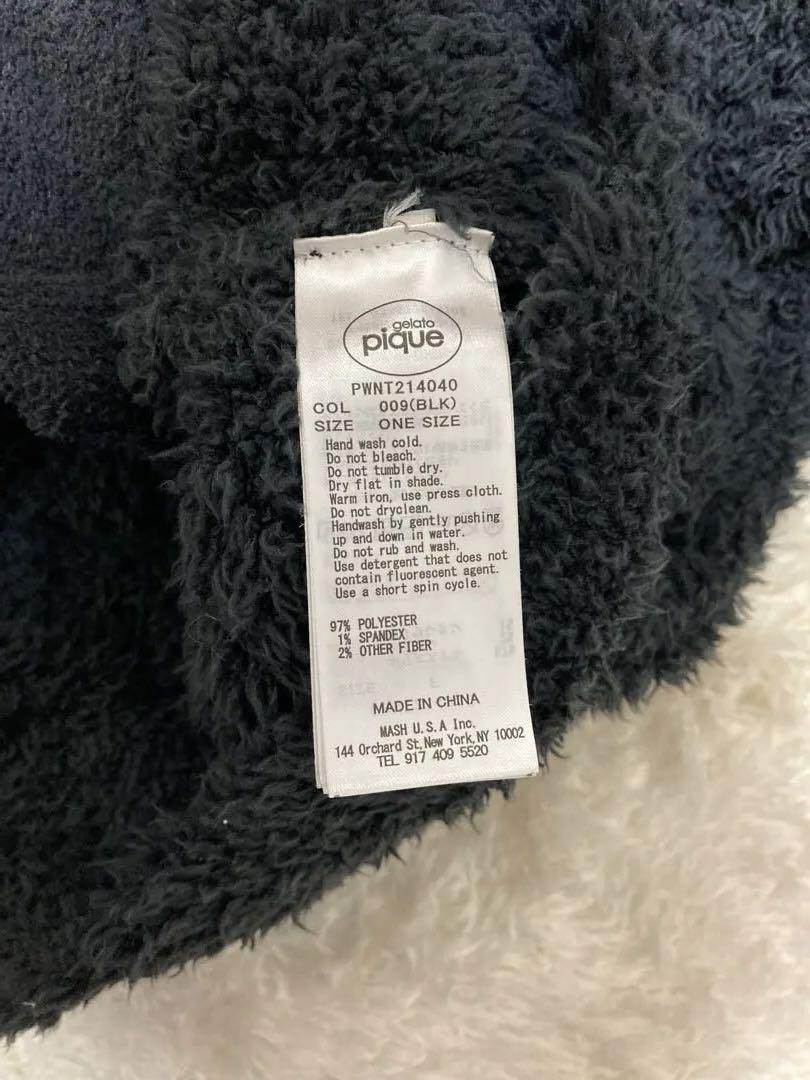 gelato
pique
PWNT214040
COL 009(BLK)
SIZE ONE SIZE
Hand wash cold.
Do not bleach.
Do not tumble dry.
Dry flat in shade.
Warm iron, use press cloth.
Do not dryclean.
Handwash by gently pushing
up and down in water.
Do not rub and wash.
Use detergent that does not
contain fluorescent agent.
Use a short spin cycle.
97% POLYESTER
1% SPANDEX
2% OTHER FIBER
MADE IN CHINA
MASH U.S.A Inc.
144 Orchard St,New York,NY 10002
TEL 917 409 5520